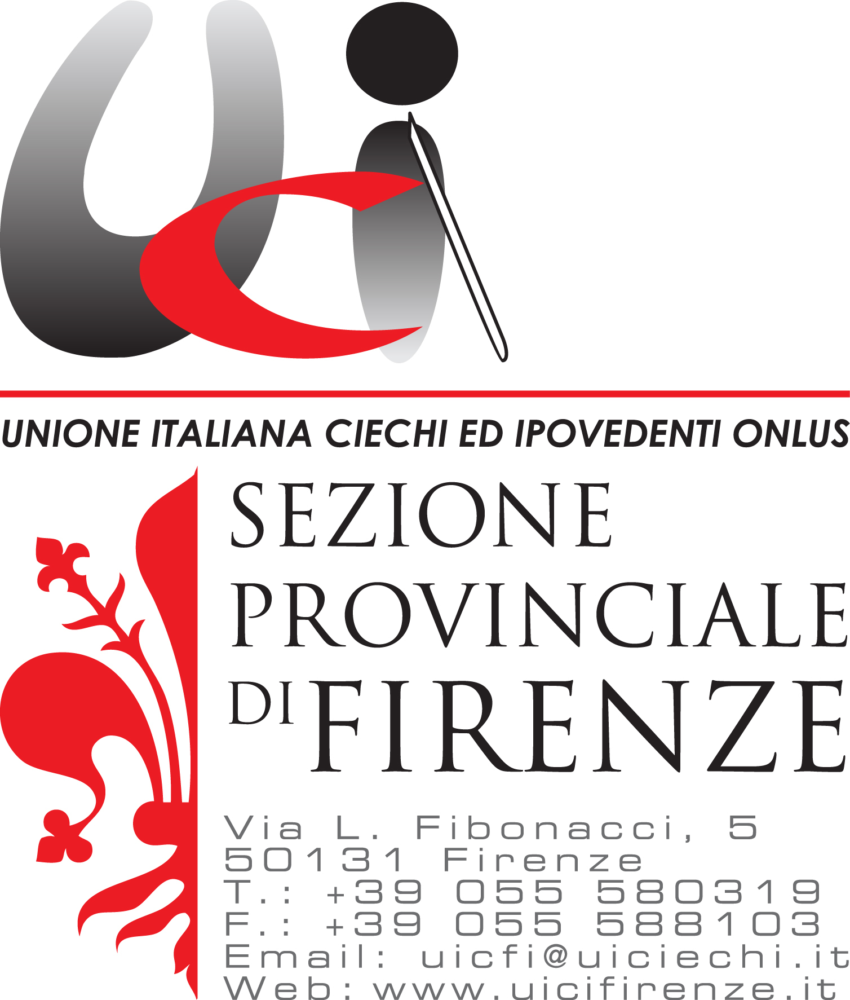 uci
UNIONE ITALIANA CIECHI ED IPOVEDENTI ONLUS
SEZIONE
PROVINCIALE
DI FIRENZE
Via L. Fibonacci, 5
50131 Firenze
T.: +39 055 580319
F.: +39 055 588103
Email: uicfi@uiciechi.it
Web: www.uicifirenze.it